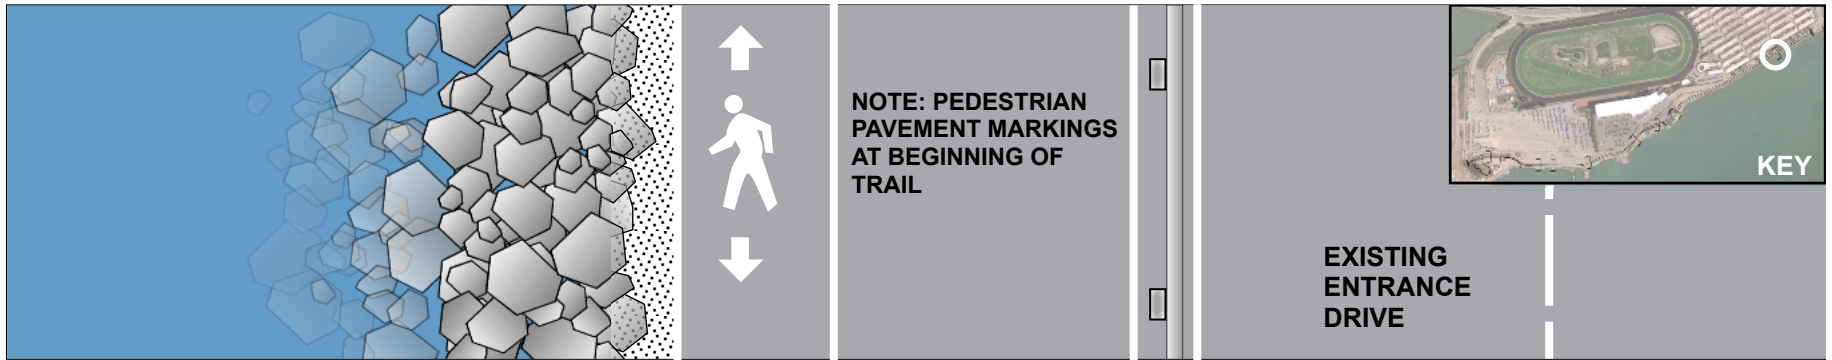 NOTE: PEDESTRIAN
PAVEMENT MARKINGS
AT BEGINNING OF
TRAIL
KEY
EXISTING
ENTRANCE
DRIVE